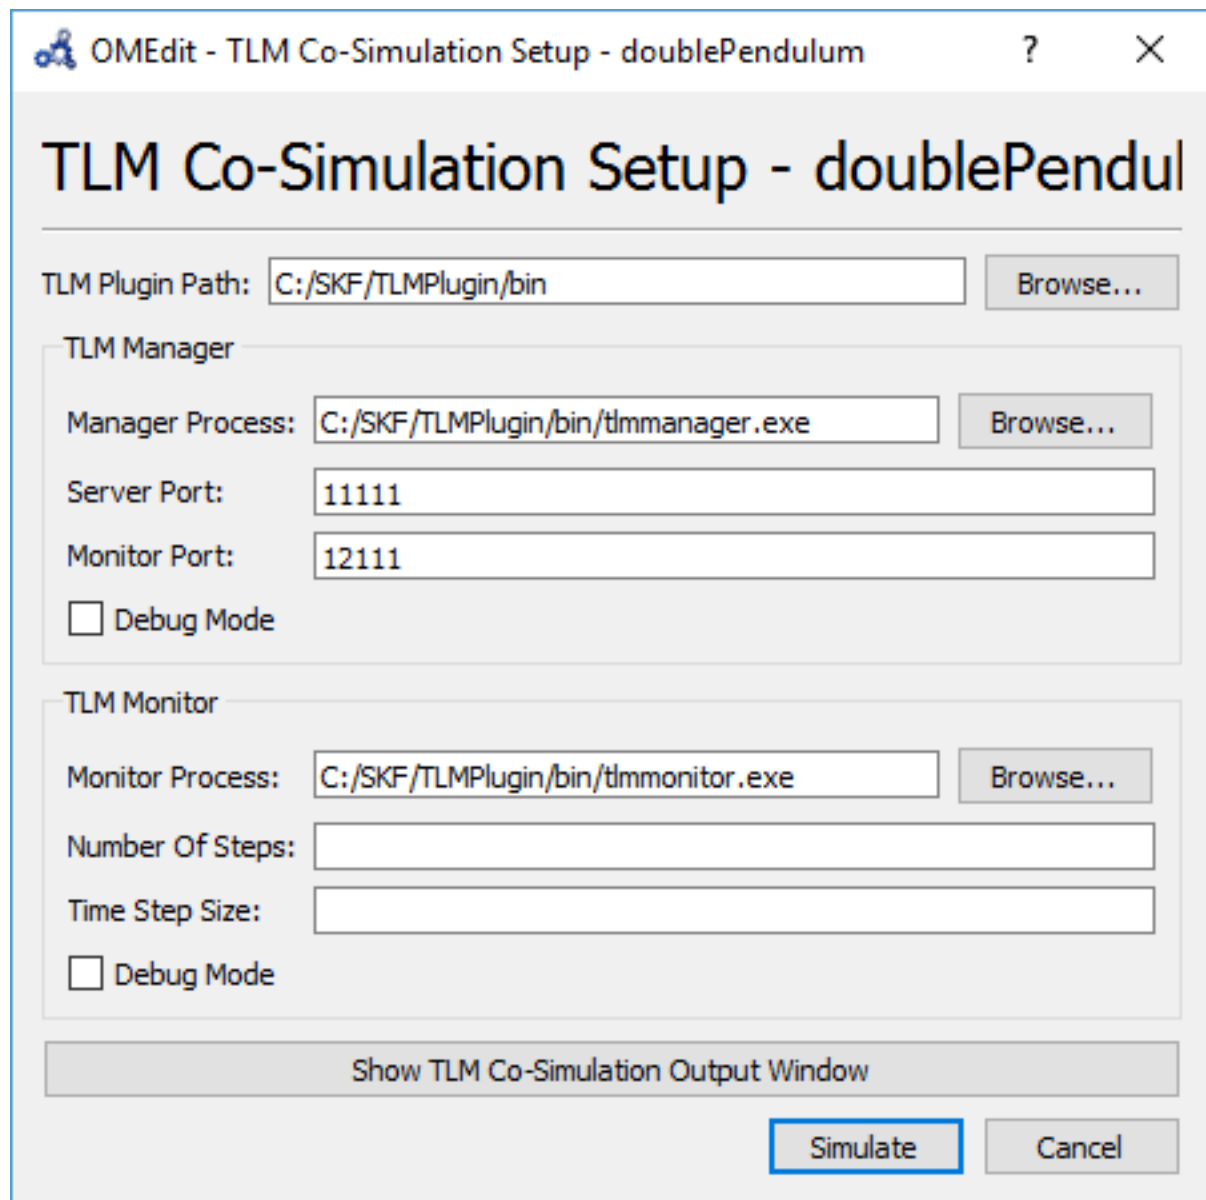 OMEdit - TLM Co-Simulation Setup - doublePendulum ?
TLM Co-Simulation Setup - doublePendul
TLM Plugin Path: C:/SKF/TLMPlugin/bin Browse...
TLM Manager
Manager Process: C:/SKF/TLMPlugin/bin/tlmmanager.exe Browse...
Server Port: 11111
Monitor Port: 12111
Debug Mode
TLM Monitor
Monitor Process: C:/SKF/TLMPlugin/bin/tlmmonitor.exe Browse...
Number Of Steps:
Time Step Size:
Debug Mode
Show TLM Co-Simulation Output Window
Simulate Cancel